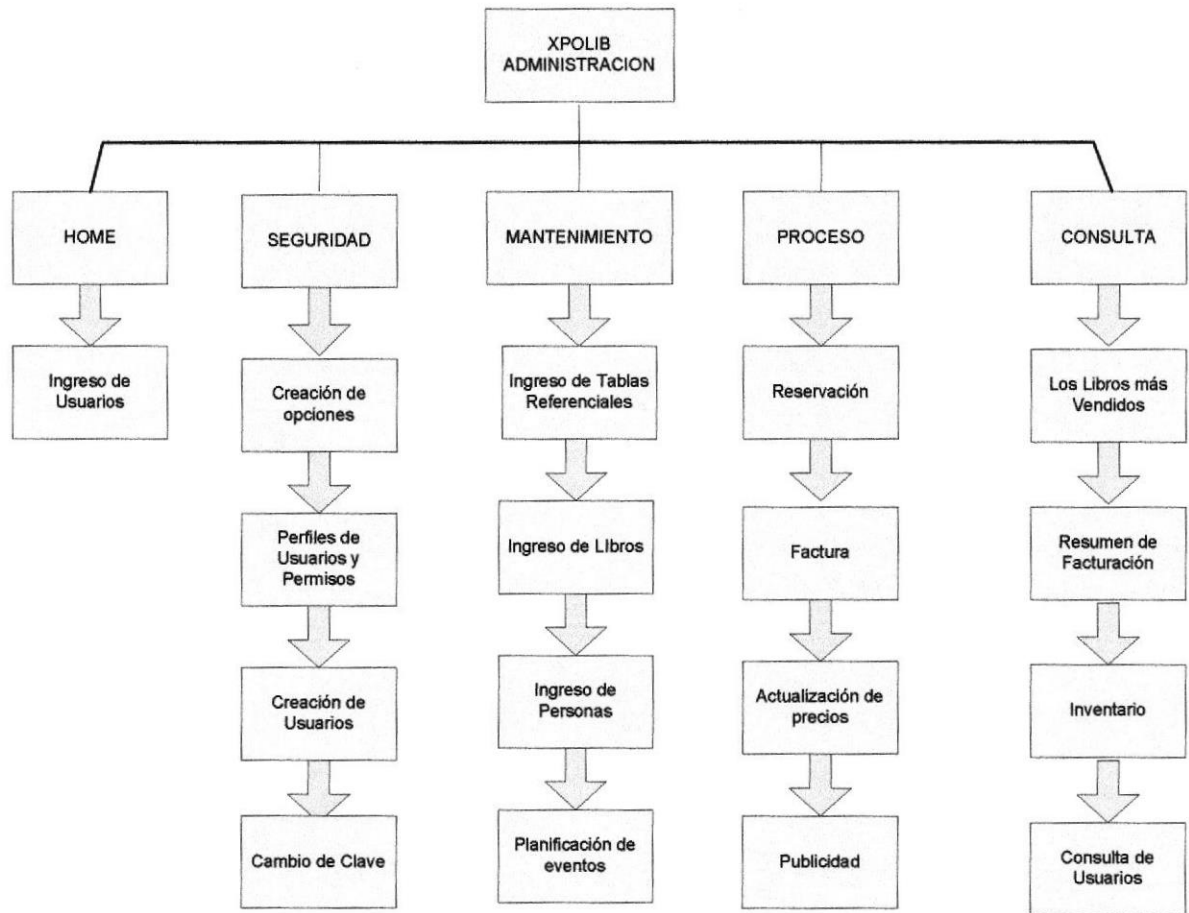 XPOLIB
ADMINISTRACION
HOME
SEGURIDAD
MANTENIMIENTO
PROCESO
CONSULTA
Ingreso de
Usuarios
Creación de
opciones
Ingreso de Tablas
Referenciales
Reservación
Los Libros más
Vendidos
Perfiles de
Usuarios y
Permisos
Ingreso de LIbros
Factura
Resumen de
Facturación
Creación de
Usuarios
Ingreso de
Personas
Actualización de
precios
Inventario
Cambio de Clave
Planificación de
eventos
Publicidad
Consulta de
Usuarios